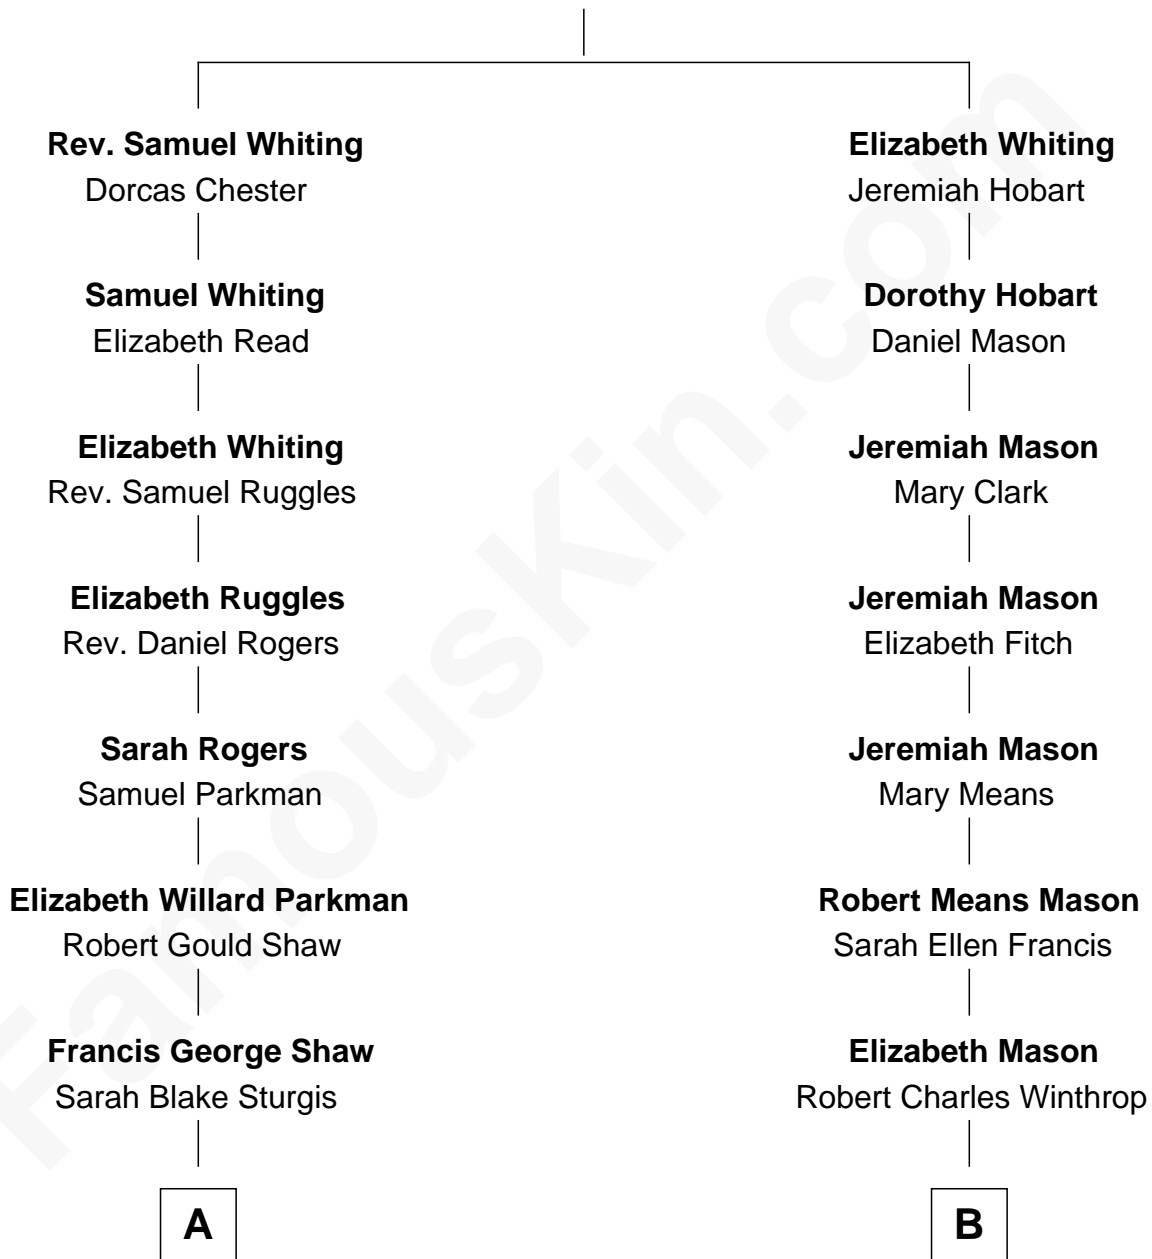 Rev. Samuel Whiting
Dorcas Chester
Samuel Whiting
Elizabeth Read
Elizabeth Whiting
Rev. Samuel Ruggles
Elizabeth Ruggles
Rev. Daniel Rogers
Sarah Rogers
Samuel Parkman
Elizabeth Willard Parkman
Robert Gould Shaw
Francis George Shaw
Sarah Blake Sturgis
A
Elizabeth Whiting
Jeremiah Hobart
Dorothy Hobart
Daniel Mason
Jeremiah Mason
Mary Clark
Jeremiah Mason
Elizabeth Fitch
Jeremiah Mason
Mary Means
Robert Means Mason
Sarah Ellen Francis
Elizabeth Mason
Robert Charles Winthrop
B
FamousKin.com